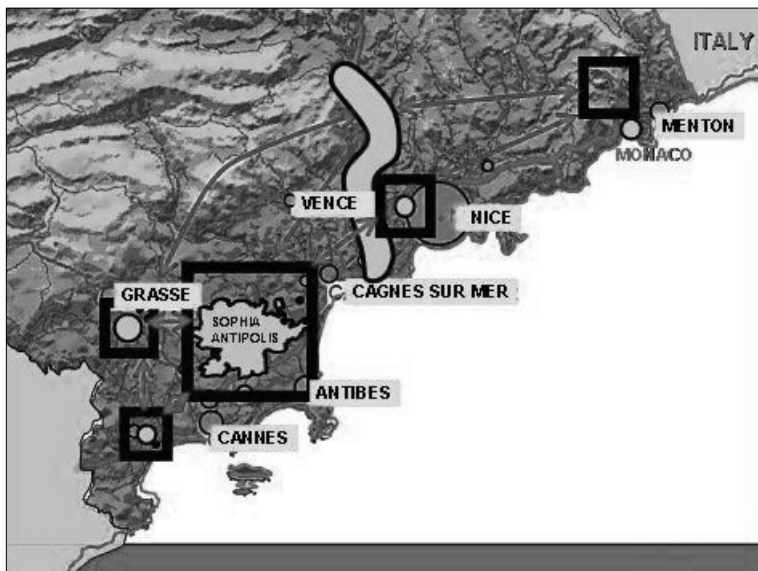 ITALY
MENTON
MONACO
VENCE
NICE
GRASSE
CAGNES SUR MER
SOPHIA
ANTIPOLIS
ANTIBES
CANNES